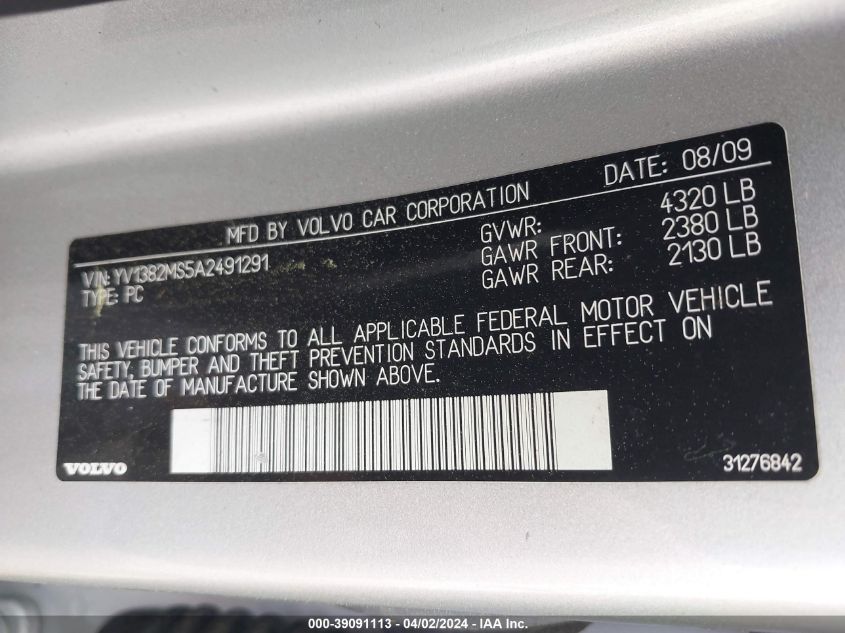 MFD BY VOLVO CAR CORPORATION DATE: 08/09
VIN: YV1382MS5A2491291
TYPE: PC
GVWR: 4320 LB
GAWR FRONT: 2380 LB
GAWR REAR: 2130 LB
THIS VEHICLE CONFORMS TO ALL APPLICABLE FEDERAL MOTOR VEHICLE
SAFETY, BUMPER AND THEFT PREVENTION STANDARDS IN EFFECT ON
THE DATE OF MANUFACTURE SHOWN ABOVE.
VOLVO 31276842
000-39091113 - 04/02/2024 - IAA Inc.